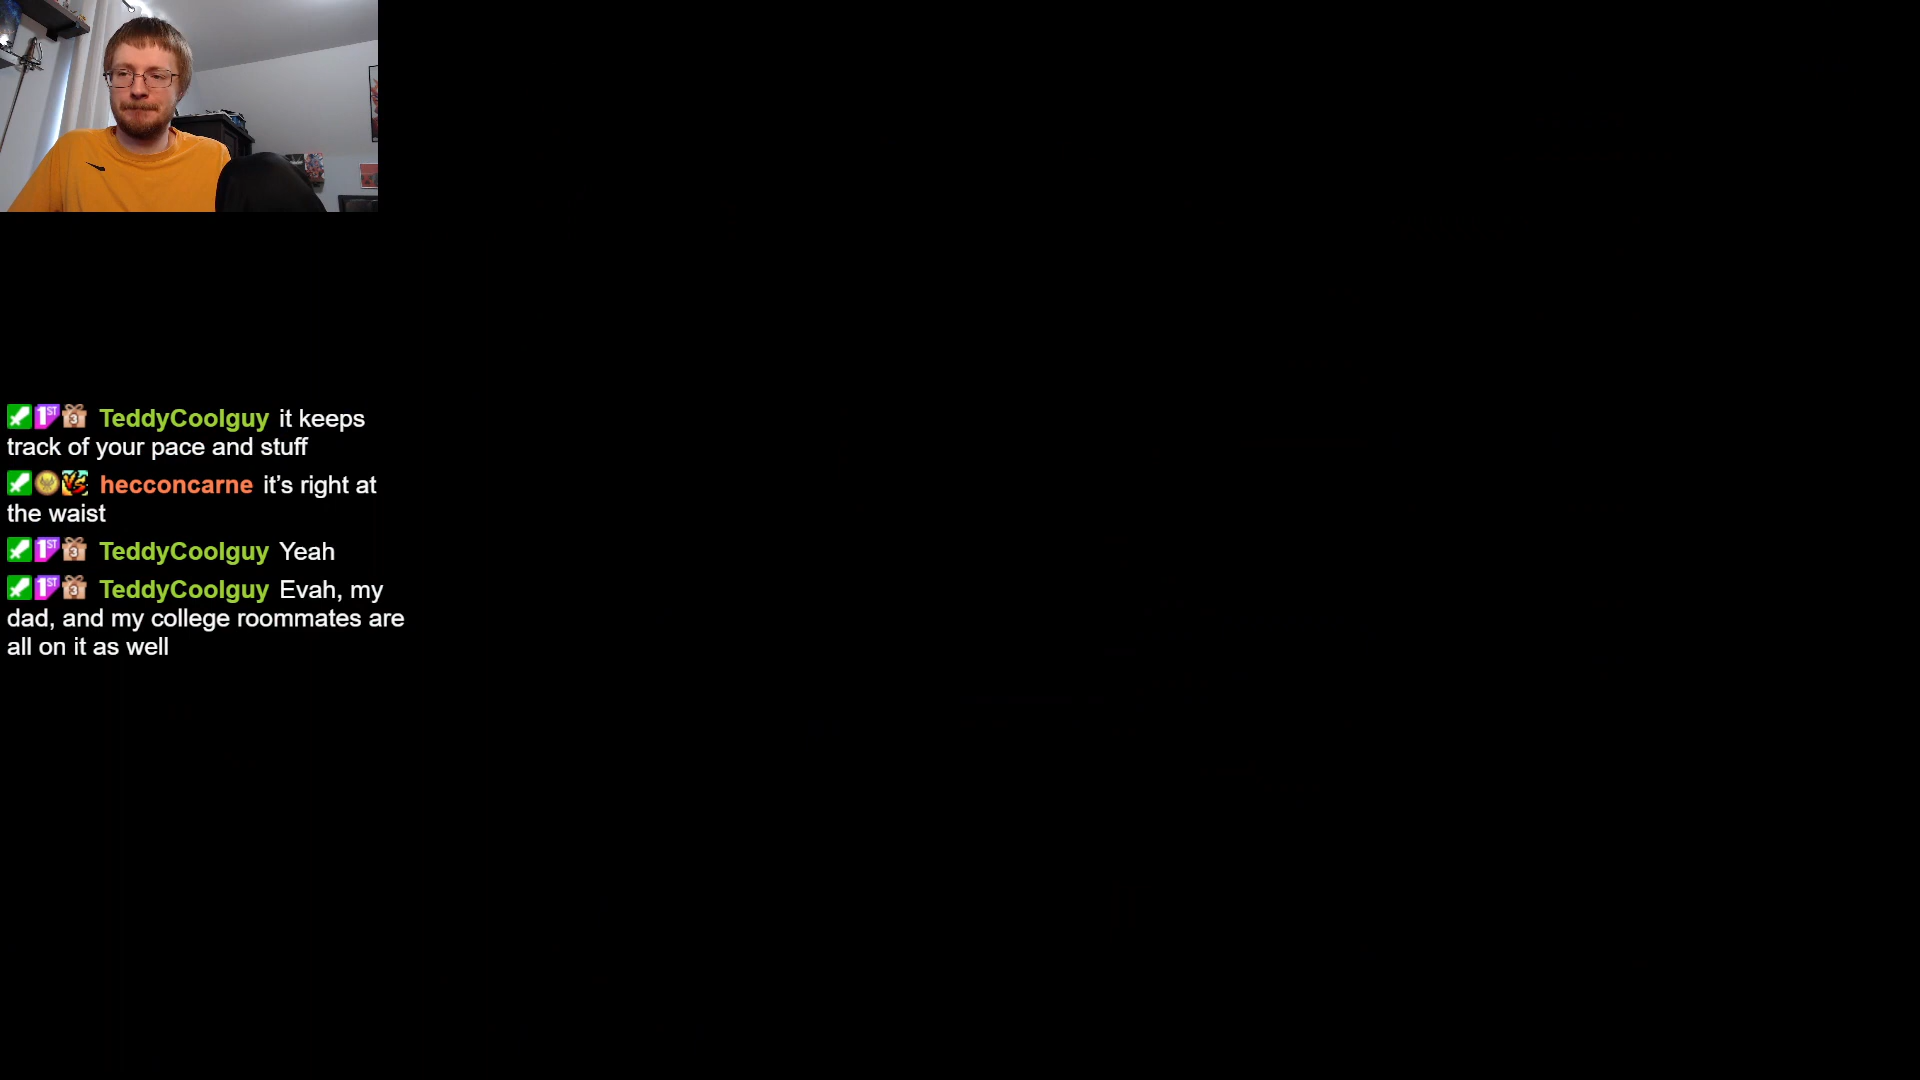 TeddyCoolguy it keeps
track of your pace and stuff
hecconcarne it's right at
the waist
TeddyCoolguy Yeah
TeddyCoolguy Evah, my
dad, and my college roommates are
all on it as well